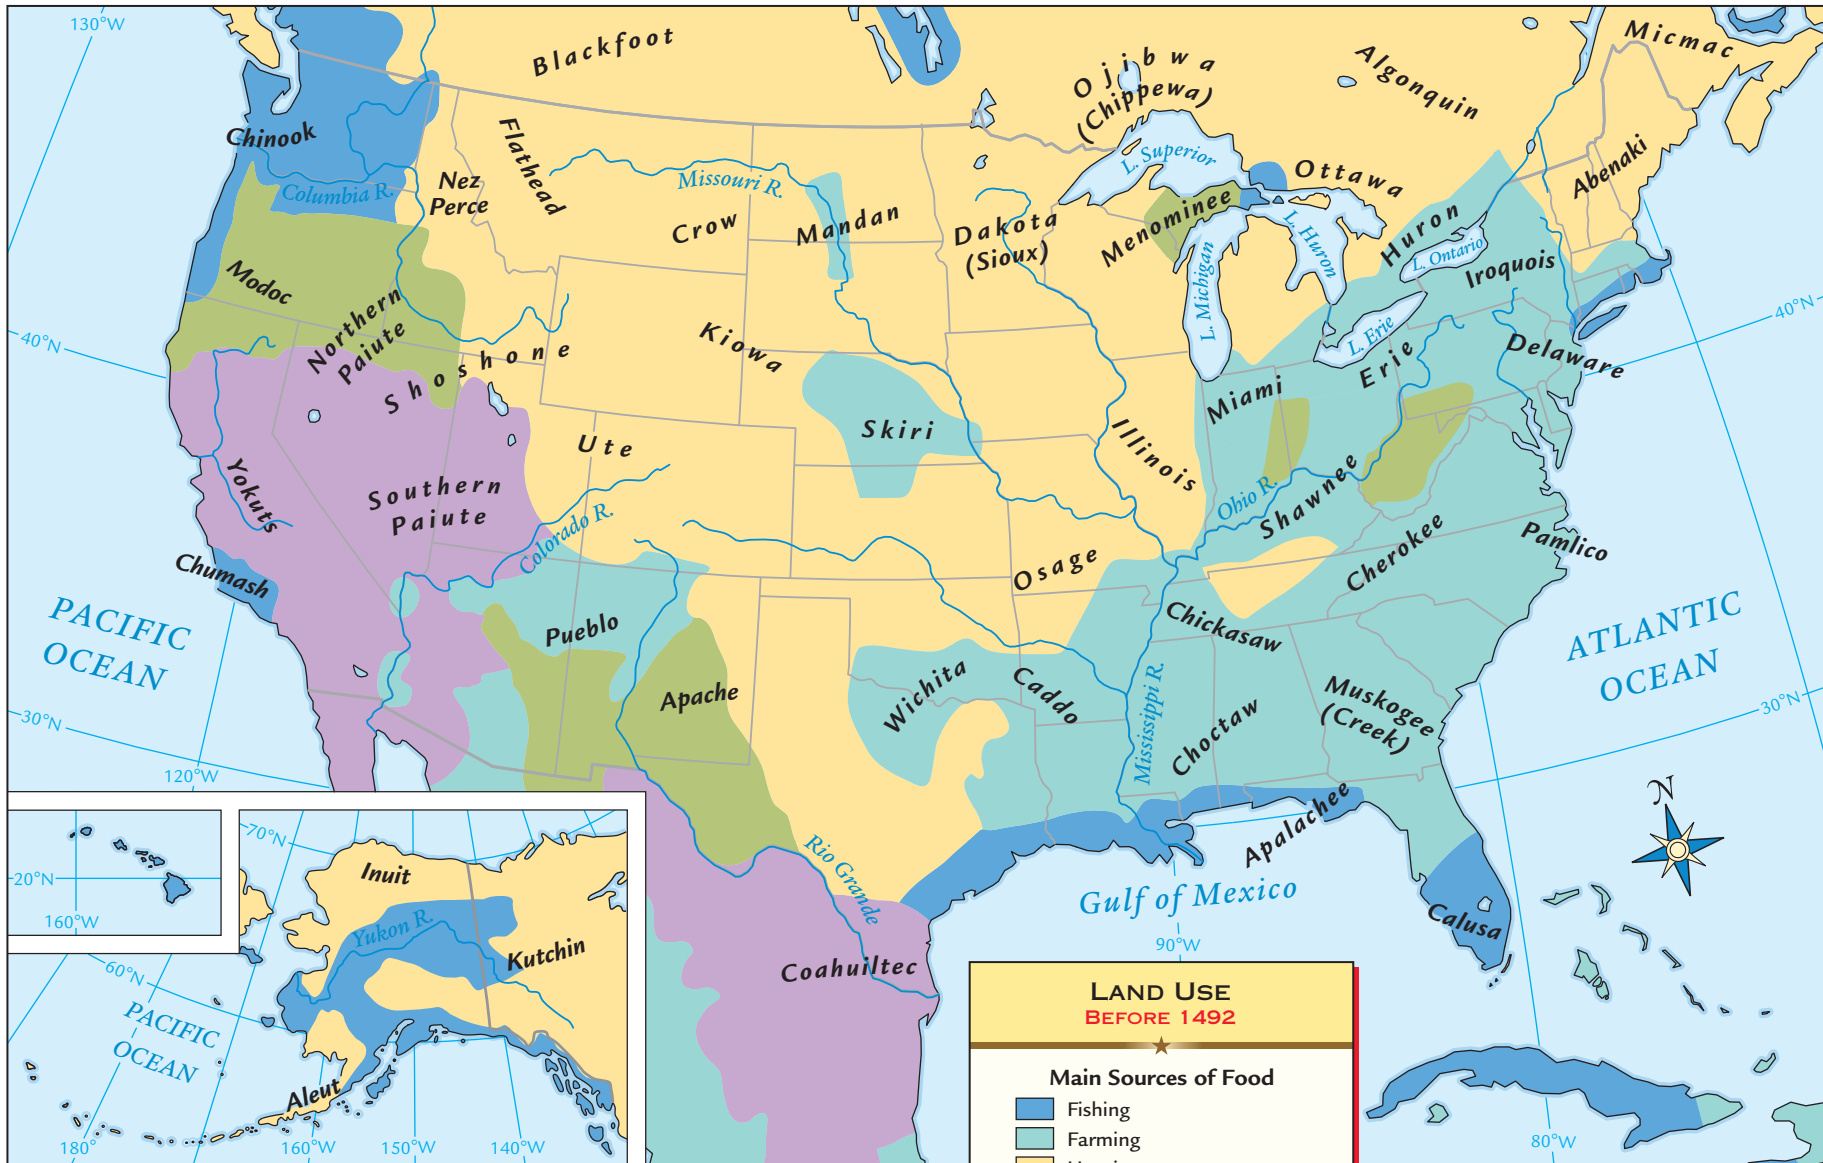 130°W
Blackfoot
Ojibwa
(Chippewa)
Algonquin
Micmac
Chinook
Flathead
Nez
Perce
Columbia R.
Missouri R.
L. Superior
Ottawa
Abenaki
Crow
Mandan
Dakota
(Sioux)
Menominee
L. Michigan
L. Huron
Huron
L. Ontario
Iroquois
Modoc
Northern
Paiute
Shoshone
Kiowa
L. Erie
Erie
Delaware
40°N
40°N
Miami
Skiri
Ute
Illinois
Yokuts
Southern
Paiute
Colorado R.
Ohio R.
Shawnee
Cherokee
Pamlico
Chumash
Osage
Chickasaw
PACIFIC
OCEAN
Pueblo
ATLANTIC
OCEAN
Apache
Wichita
Caddo
Mississippi R.
Choctaw
Muskogee
(Creek)
30°N
30°N
120°W
N
Apalachee
Rio Grande
Gulf of Mexico
Calusa
90°W
Coahuiltec
80°W
20°N
160°W
70°N
Inuit
Yukon R.
Kutchin
60°N
PACIFIC
OCEAN
Aleut
180°
160°W
150°W
140°W
LAND USE
BEFORE 1492
Main Sources of Food
Fishing
Farming